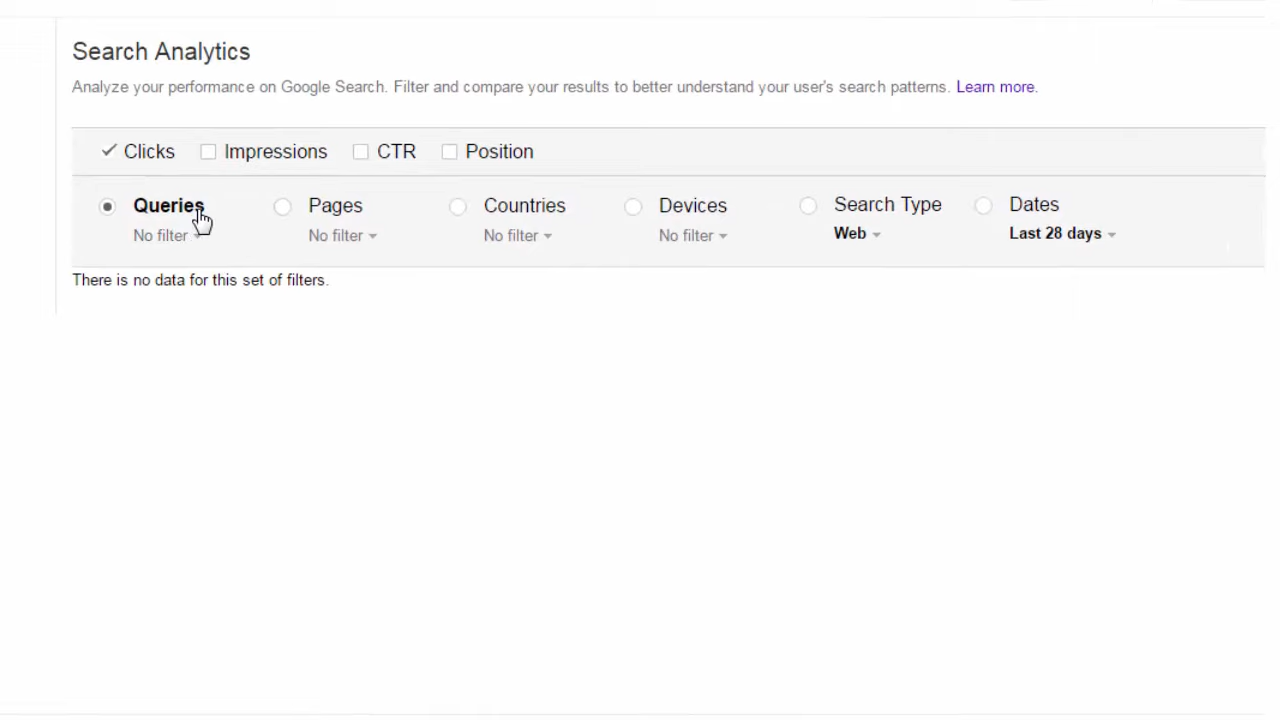 Search Analytics
Analyze your performance on Google Search. Filter and compare your results to better understand your user's search patterns. Learn more.
Clicks Impressions CTR Position
Queries Pages Countries Devices Search Type Dates
No filter No filter No filter No filter Web Last 28 days
There is no data for this set of filters.